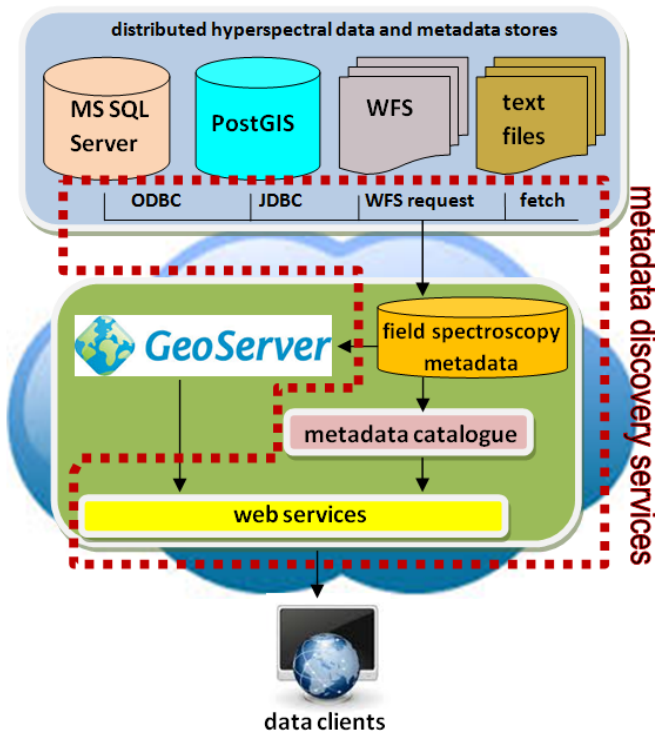 distributed hyperspectral data and metadata stores
MS SQL
Server
PostGIS
WFS
text
files
ODBC
JDBC
WFS request
fetch
metadata discovery services
GeoServer
field spectroscopy
metadata
metadata catalogue
web services
data clients